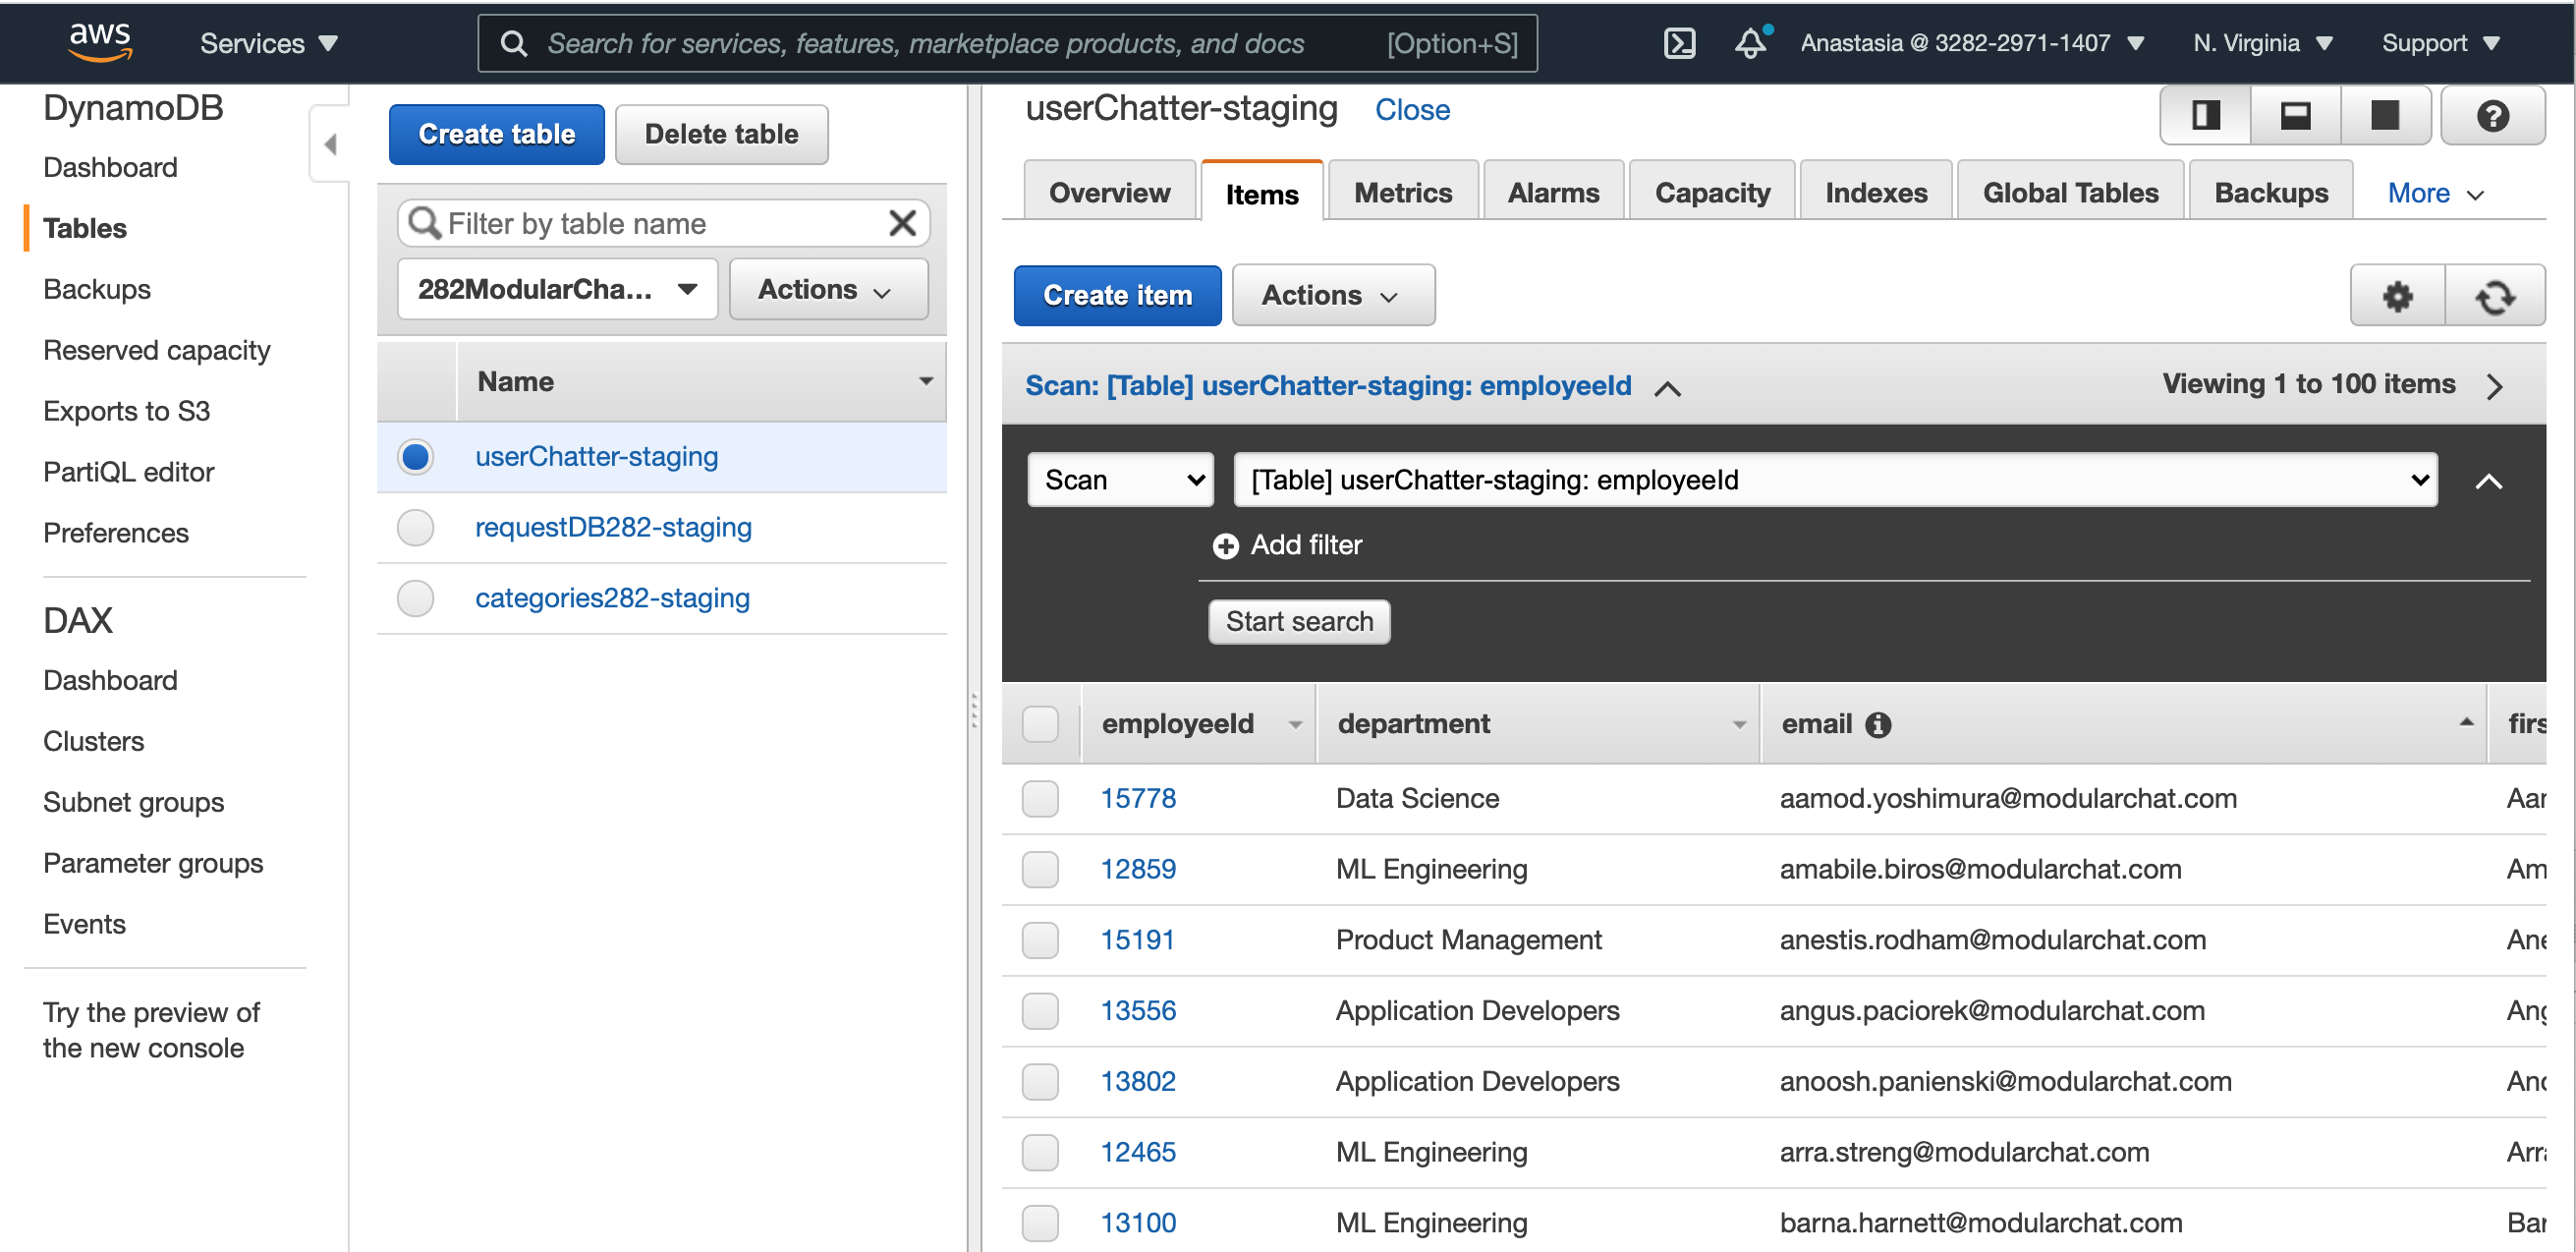 aws
Services
Search for services, features, marketplace products, and docs [Option+S]
Anastasia @ 3282-2971-1407
N. Virginia
Support
DynamoDB
Dashboard
Tables
Backups
Reserved capacity
Exports to S3
PartiQL editor
Preferences
DAX
Dashboard
Clusters
Subnet groups
Parameter groups
Events
Try the preview of
the new console
Create table
Delete table
Filter by table name
282ModularCha...
Actions
Name
userChatter-staging
requestDB282-staging
categories282-staging
userChatter-staging Close
Overview
Items
Metrics
Alarms
Capacity
Indexes
Global Tables
Backups
More
Create item
Actions
Scan: [Table] userChatter-staging: employeeId
Viewing 1 to 100 items
Scan
[Table] userChatter-staging: employeeId
Add filter
Start search
employeeId department email firs
15778 Data Science aamod.yoshimura@modularchat.com Aar
12859 ML Engineering amabile.biros@modularchat.com Am
15191 Product Management anestis.rodham@modularchat.com Ane
13556 Application Developers angus.paciorek@modularchat.com Ang
13802 Application Developers anoosh.panienski@modularchat.com Ano
12465 ML Engineering arra.streng@modularchat.com Arra
13100 ML Engineering barna.harnett@modularchat.com Bar